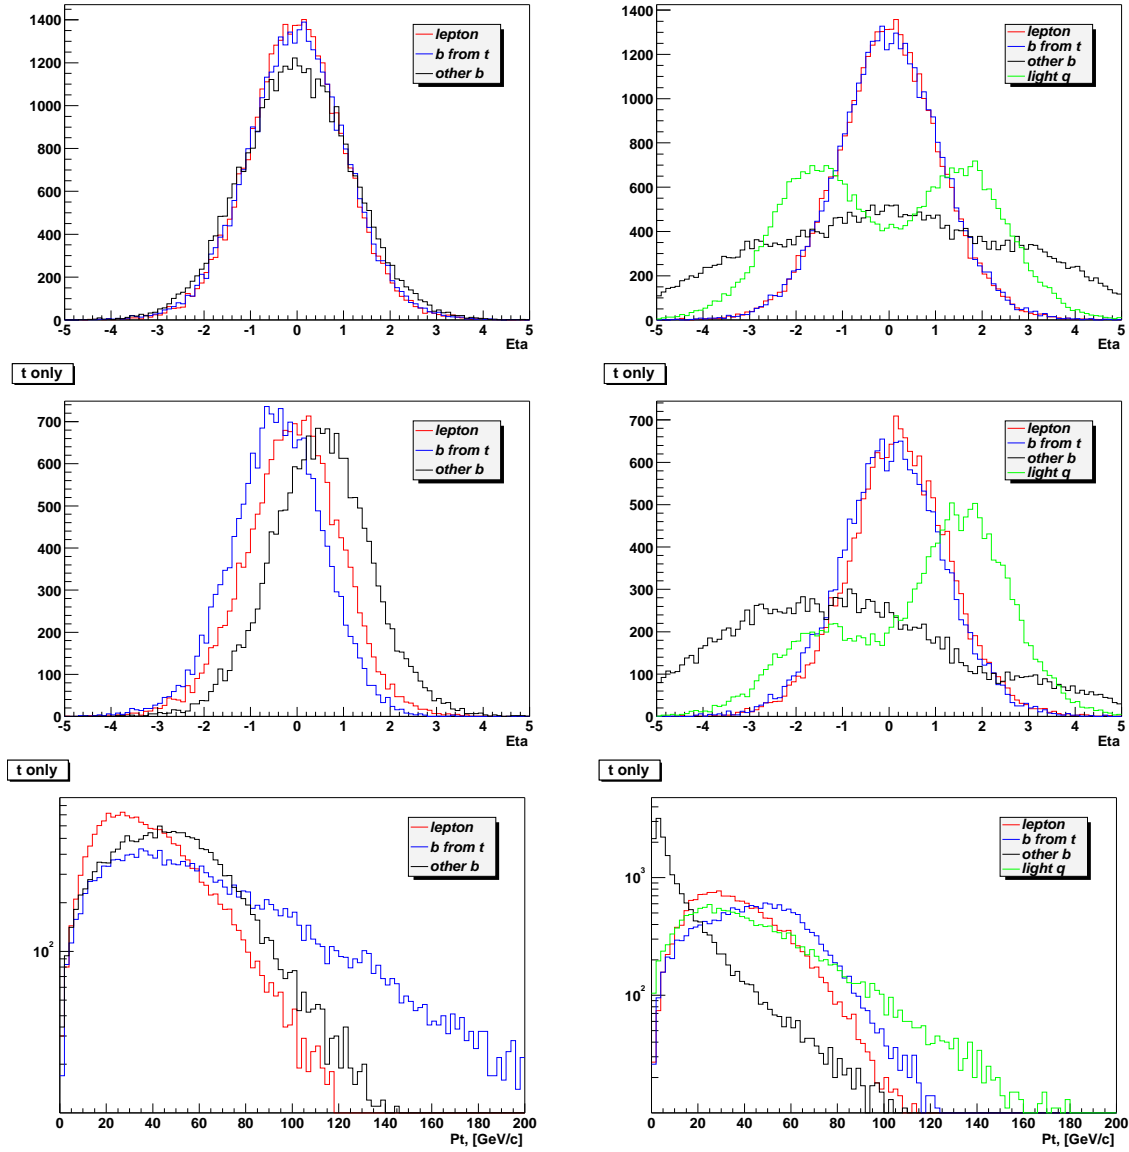 1400
1200
1000
800
600
400
200
0
-5 -4 -3 -2 -1 0 1 2 3 4 5
Eta
lepton
b from t
other b
1400
1200
1000
800
600
400
200
0
-5 -4 -3 -2 -1 0 1 2 3 4 5
Eta
lepton
b from t
other b
light q
t only
700
600
500
400
300
200
100
0
-5 -4 -3 -2 -1 0 1 2 3 4 5
Eta
lepton
b from t
other b
t only
700
600
500
400
300
200
100
0
-5 -4 -3 -2 -1 0 1 2 3 4 5
Eta
lepton
b from t
other b
light q
t only
10²
0 20 40 60 80 100 120 140 160 180 200
Pt, [GeV/c]
lepton
b from t
other b
t only
10³
10²
0 20 40 60 80 100 120 140 160 180 200
Pt, [GeV/c]
lepton
b from t
other b
light q